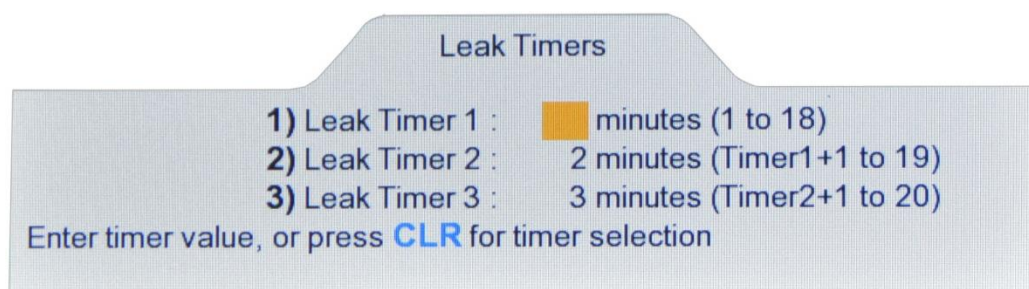 Leak Timers
1) Leak Timer 1 : minutes (1 to 18)
2) Leak Timer 2 : 2 minutes (Timer1+1 to 19)
3) Leak Timer 3 : 3 minutes (Timer2+1 to 20)
Enter timer value, or press CLR for timer selection